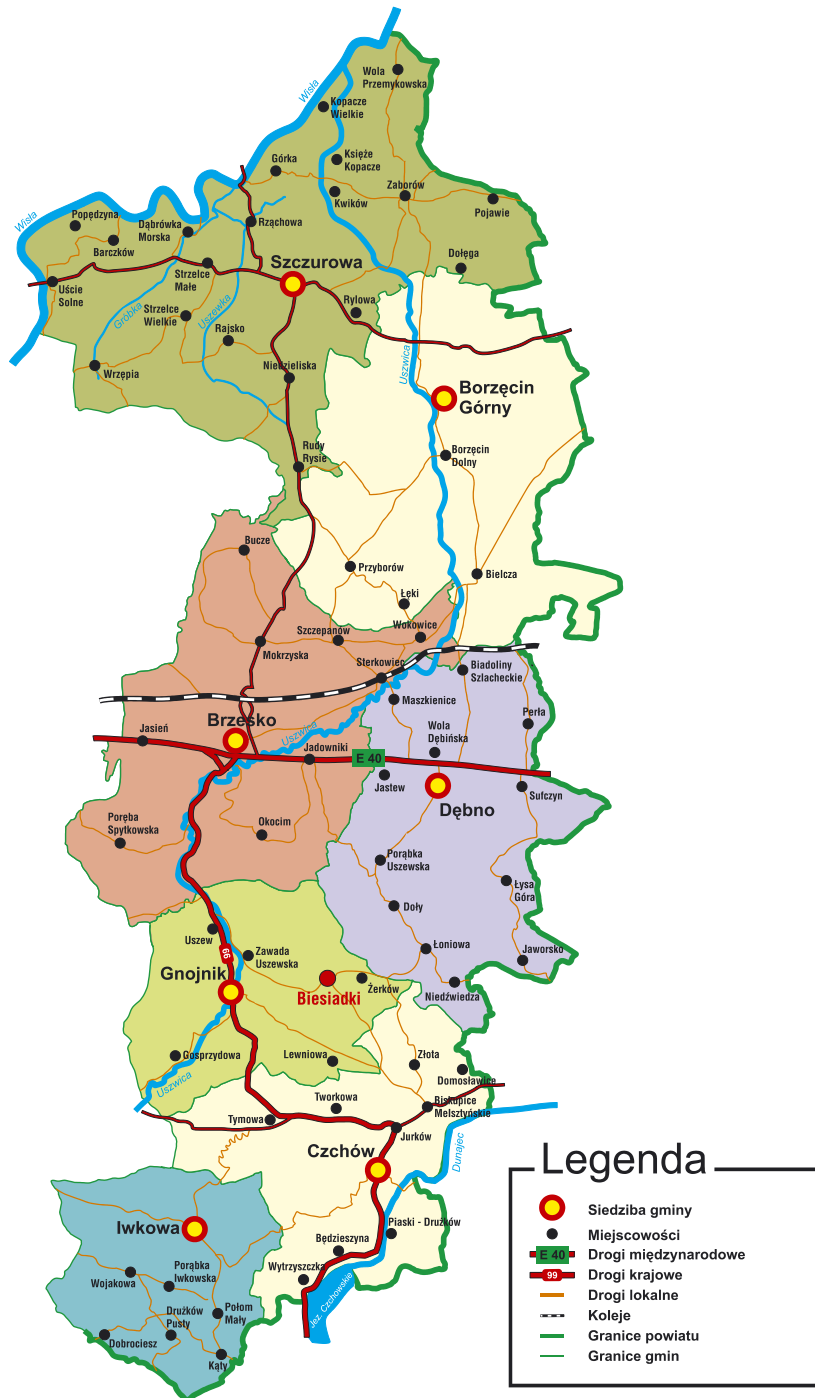 Wola
Przemykowska
Wisła
Kopacze
Wielkie
Księże
Kopacze
Górka
Zaborów
Kwików
Pojawie
Wisła
Popędzyna
Dąbrówka
Morska
Rząchowa
Barczków
Dołęga
Szczurowa
Strzelce
Małe
Uście
Solne
Rylowa
Gróbka
Uszewka
Strzelce
Wielkie
Rajsko
Uszwica
Wrzępia
Niedzieliska
Borzęcin
Górny
Rudy
Rysie
Borzęcin
Dolny
Bucze
Przyborów
Bielcza
Łęki
Szczepanów
Wokowice
Mokrzyska
Sterkowiec
Biadoliny
Szlacheckie
Maszkienice
Brzesko
Perła
Jasień
Uszwica
Wola
Dębińska
Jadowniki
E 40
Jastew
Sufczyn
Dębno
Poręba
Spytkowska
Okocim
Porąbka
Uszewska
Łysa
Góra
Doły
Uszew
Zawada
Uszewska
99
Łoniowa
Jaworsko
Gnojnik
Biesiadki
Żerków
Niedźwiedza
Gosprzydowa
Lewniowa
Złota
Uszwica
Domosławice
Tworkowa
Biskupice
Melsztyńskie
Tymowa
Jurków
Czchów
Dunajec
Iwkowa
Piaski - Drużków
Będzieszyna
Wytrzyszczka
Jez. Czchowskie
Wojakowa
Porąbka
Iwkowska
Drużków
Pusty
Połom
Mały
Dobrociesz
Kąty
Legenda
Siedziba gminy
Miejscowości
E 40 Drogi międzynarodowe
99 Drogi krajowe
Drogi lokalne
Koleje
Granice powiatu
Granice gmin